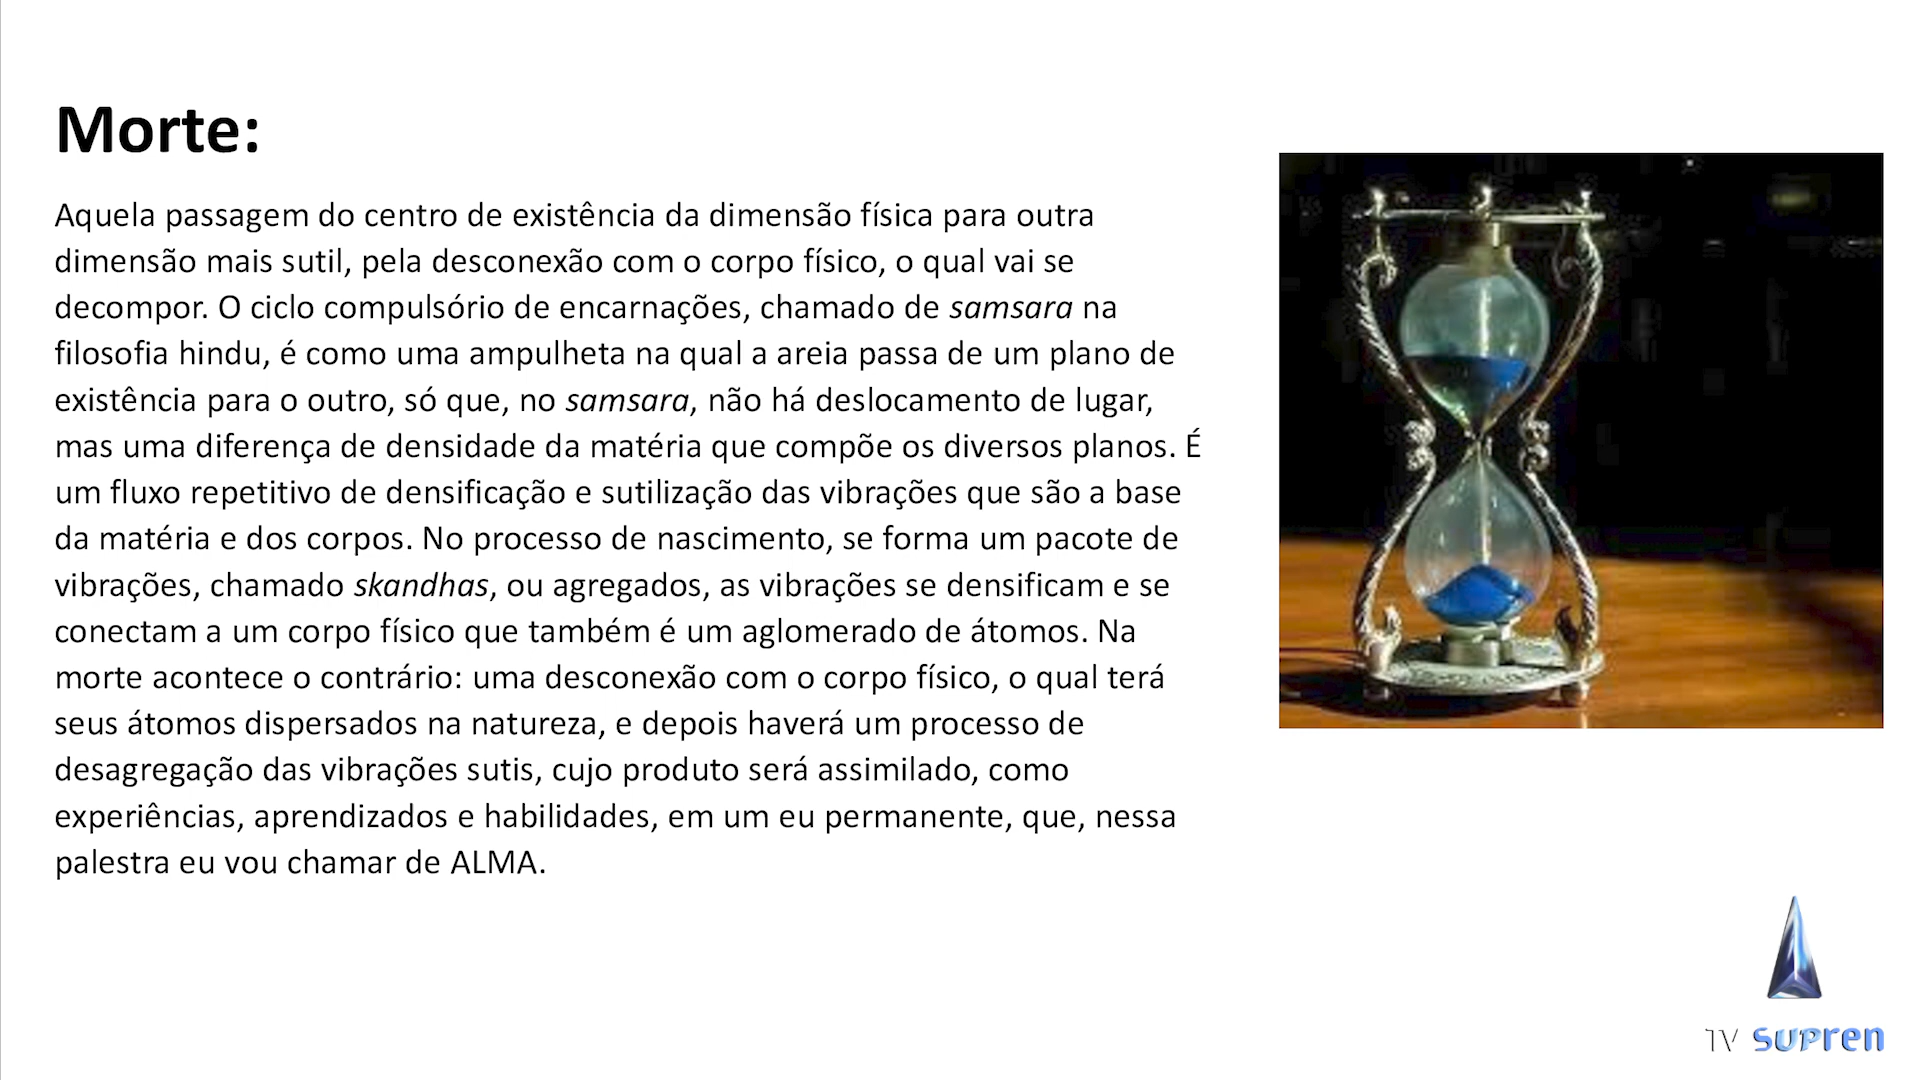 Morte:
Aquela passagem do centro de existência da dimensão física para outra
dimensão mais sutil, pela desconexão com o corpo físico, o qual vai se
decompor. O ciclo compulsório de encarnações, chamado de samsara na
filosofia hindu, é como uma ampulheta na qual a areia passa de um plano de
existência para o outro, só que, no samsara, não há deslocamento de lugar,
mas uma diferença de densidade da matéria que compõe os diversos planos. É
um fluxo repetitivo de densificação e sutilização das vibrações que são a base
da matéria e dos corpos. No processo de nascimento, se forma um pacote de
vibrações, chamado skandhas, ou agregados, as vibrações se densificam e se
conectam a um corpo físico que também é um aglomerado de átomos. Na
morte acontece o contrário: uma desconexão com o corpo físico, o qual terá
seus átomos dispersados na natureza, e depois haverá um processo de
desagregação das vibrações sutis, cujo produto será assimilado, como
experiências, aprendizados e habilidades, em um eu permanente, que, nessa
palestra eu vou chamar de ALMA.
TV Supren